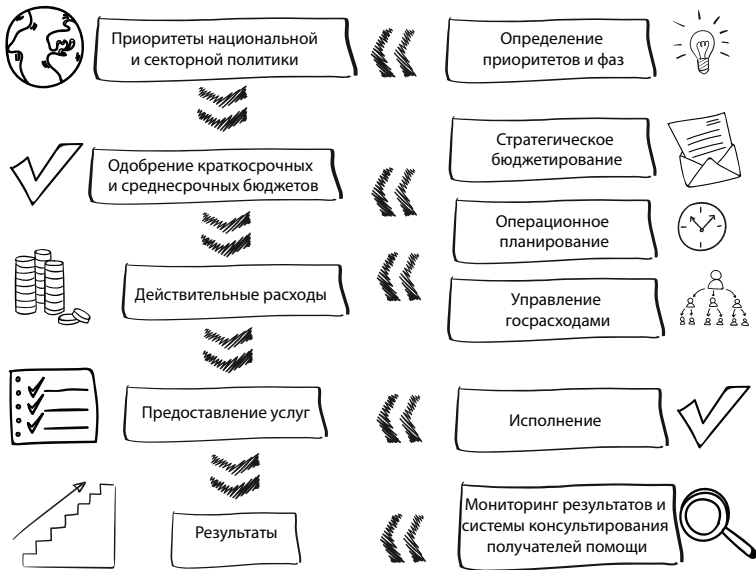 Приоритеты национальной
и секторной политики
Определение
приоритетов и фаз
Одобрение краткосрочных
и среднесрочных бюджетов
Стратегическое
бюджетирование
Операционное
планирование
Действительные расходы
Управление
госрасходами
Предоставление услуг
Исполнение
Результаты
Мониторинг результатов и
системы консультирования
получателей помощи